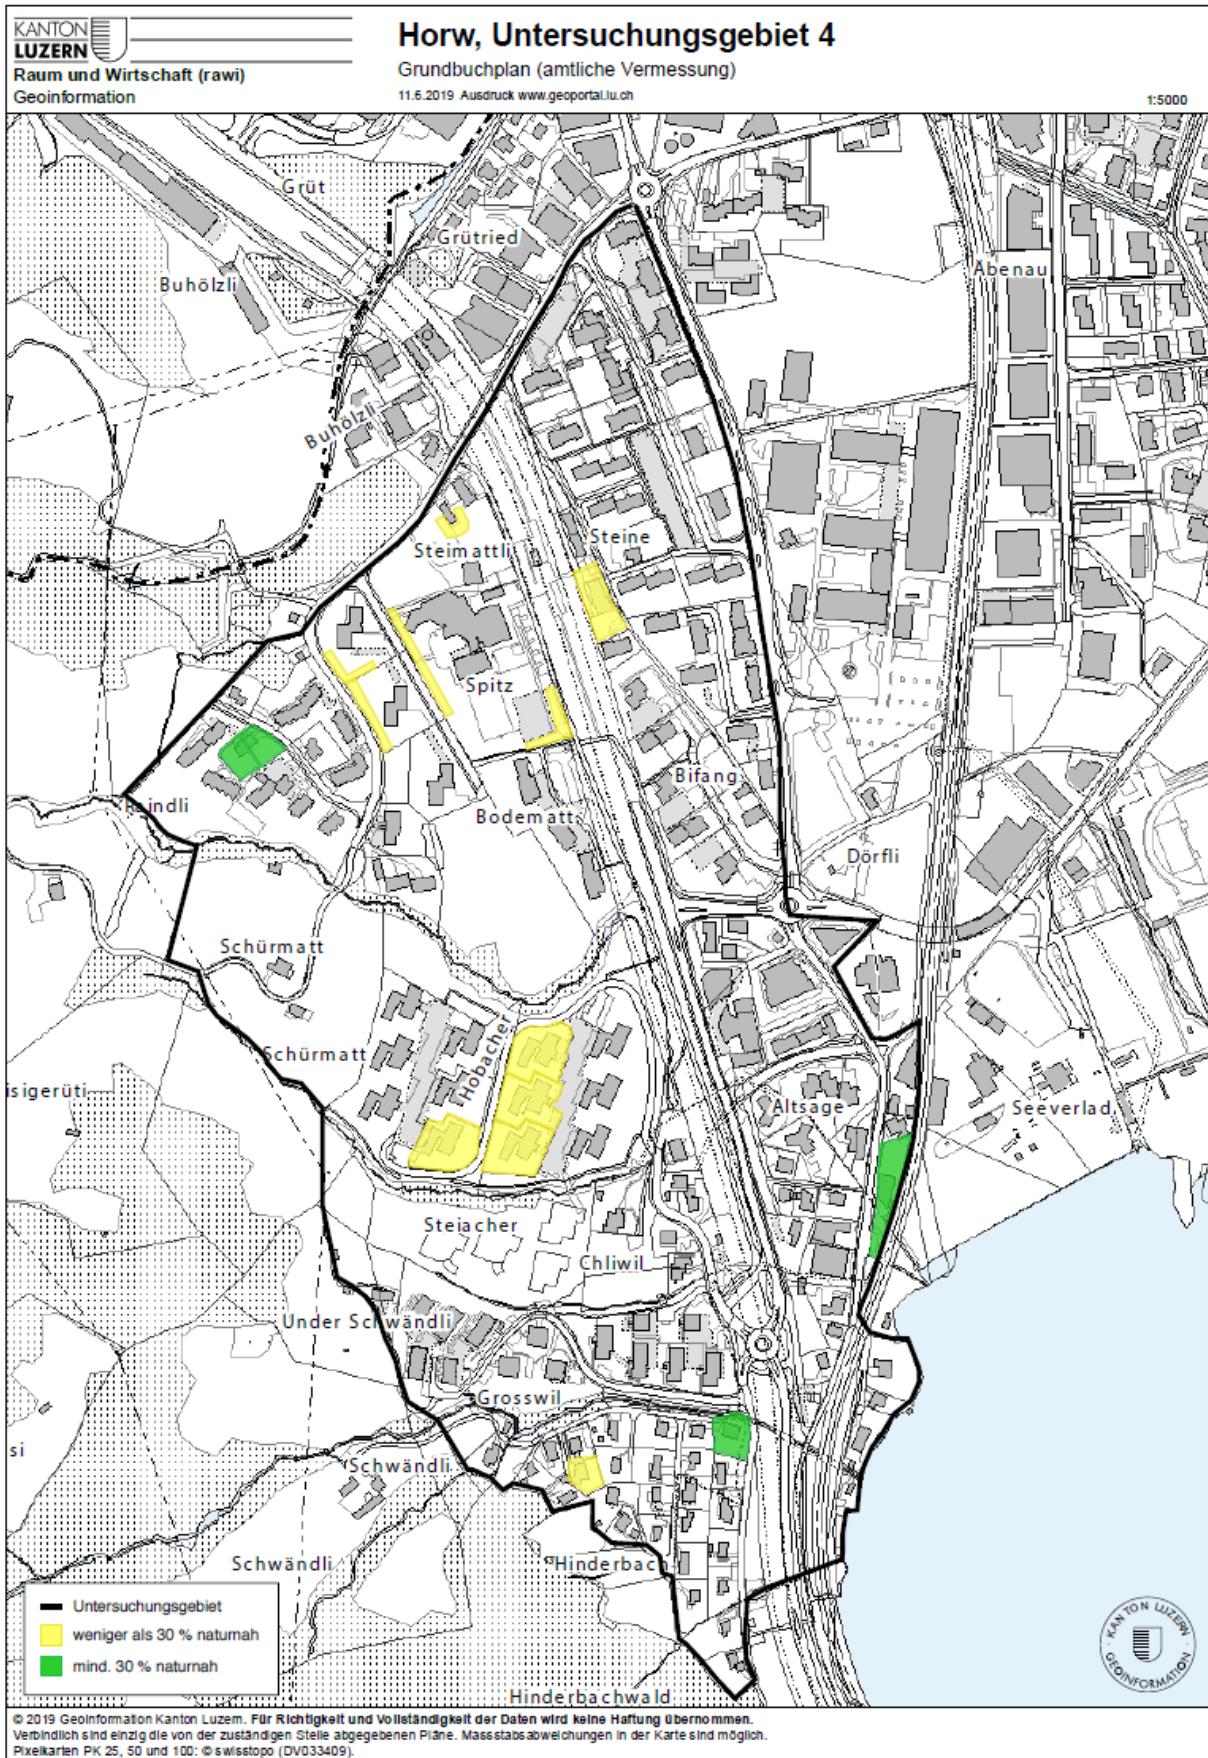 KANTON
LUZERN
Raum und Wirtschaft (rawi)
Geoinformation
Horw, Untersuchungsgebiet 4
Grundbuchplan (amtliche Vermessung)
11.6.2019 Ausdruck www.geoportal.lu.ch
1:5000
Grüt
Grütried
Buhölzli
Äbenau
Buhölzli
Steimattli
Steine
Spitz
Bifang
Bodematt
Dörfli
Schürmatt
Hobacher
Schürmatt
isigerüti
Altsage
Seeverlad
Steiacher
Chliwil
Under Schwändli
Grosswil
si
Schwändli
Schwändli
Hinderbach
Untersuchungsgebiet
weniger als 30 % naturnah
mind. 30 % naturnah
KANTON LUZERN
GEOINFORMATION
Hinderbachwald
© 2019 Geoinformation Kanton Luzern. Für Richtigkeit und Vollständigkeit der Daten wird keine Haftung übernommen.
Verbindlich sind einzig die von der zuständigen Stelle abgegebenen Pläne. Massstabsabweichungen in der Karte sind möglich.
Pixelkarten PK 25, 50 und 100: © swisstopo (DV033409).